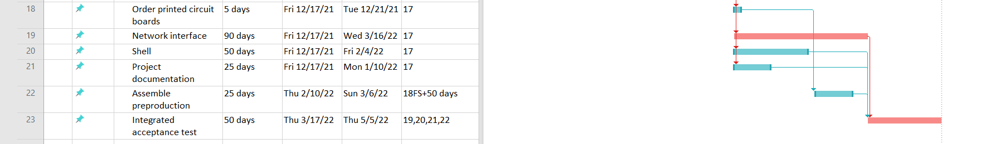 18 Order printed circuit boards 5 days Fri 12/17/21 Tue 12/21/21 17
19 Network interface 90 days Fri 12/17/21 Wed 3/16/22 17
20 Shell 50 days Fri 12/17/21 Fri 2/4/22 17
21 Project documentation 25 days Fri 12/17/21 Mon 1/10/22 17
22 Assemble preproduction 25 days Thu 2/10/22 Sun 3/6/22 18FS+50 days
23 Integrated acceptance test 50 days Thu 3/17/22 Thu 5/5/22 19,20,21,22